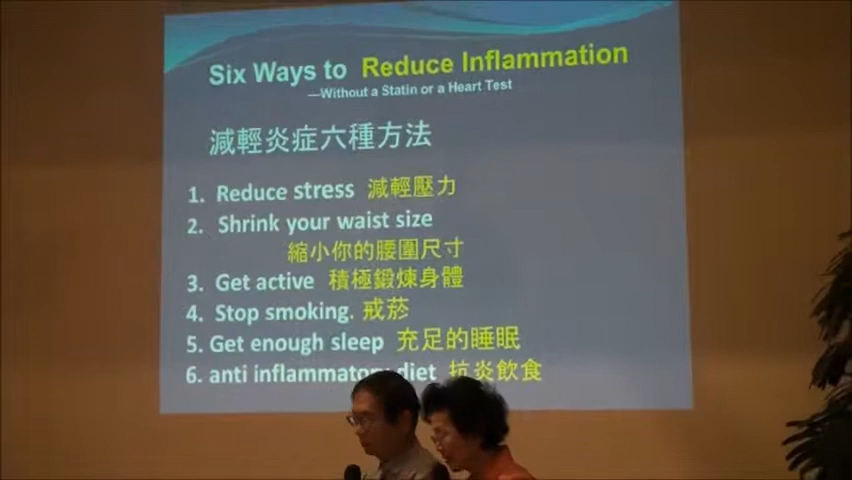 Six Ways to Reduce Inflammation
—Without a Statin or a Heart Test
減輕炎症六種方法
1. Reduce stress 減輕壓力
2. Shrink your waist size
縮小你的腰圍尺寸
3. Get active 積極鍛煉身體
4. Stop smoking. 戒菸
5. Get enough sleep 充足的睡眠
6. anti inflammatory diet 抗炎飲食